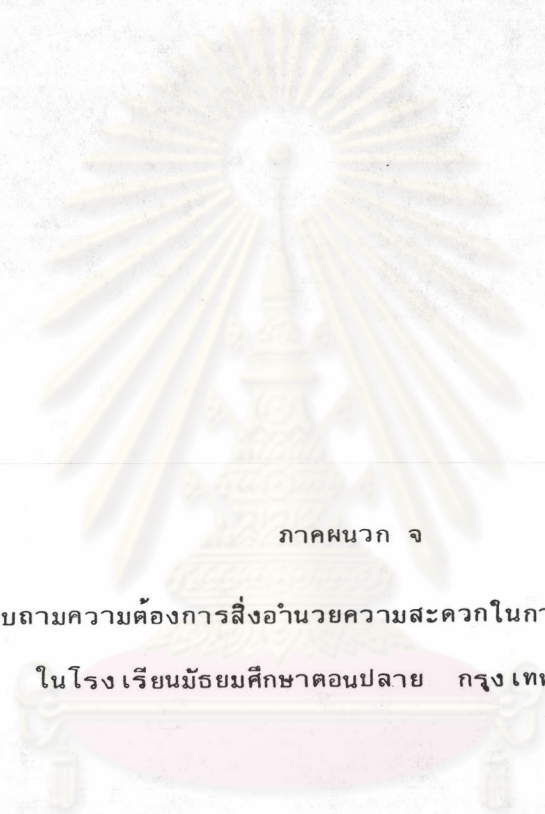 ภาคผนวก จ
บถามความต้องการสิ่งอำนวยความสะดวกในกา
ในโรงเรียนมัธยมศึกษาตอนปลาย กรุงเท